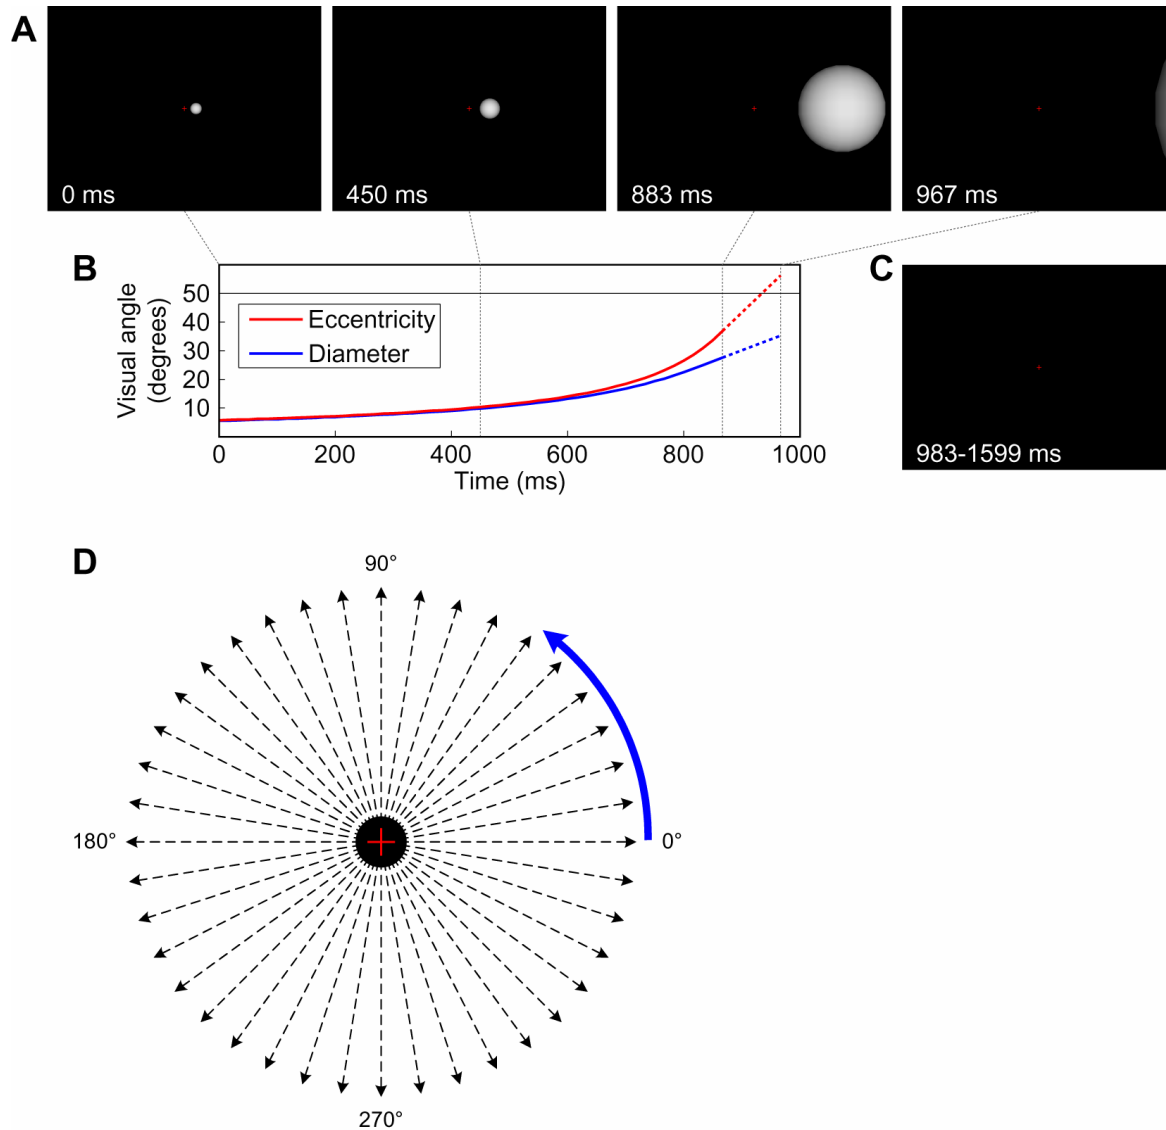 A
0 ms
450 ms
883 ms
967 ms
B
Visual angle
(degrees)
50
40
30
20
10
Eccentricity
Diameter
0
200
400
600
800
1000
Time (ms)
C
983-1599 ms
D
90°
180°
0°
270°